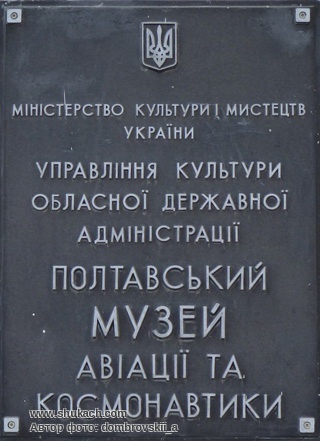 МІНІСТЕРСТВО КУЛЬТУРИ І МИСТЕЦТВ
УКРАЇНИ
УПРАВЛІННЯ КУЛЬТУРИ
ОБЛАСНОЇ ДЕРЖАВНОЇ
АДМІНІСТРАЦІЇ
ПОЛТАВСЬКИЙ
МУЗЕЙ
АВІАЦІЇ ТА
КОСМОНАВТИКИ
www.shukach.com
Автор фото: dombrovskii_a